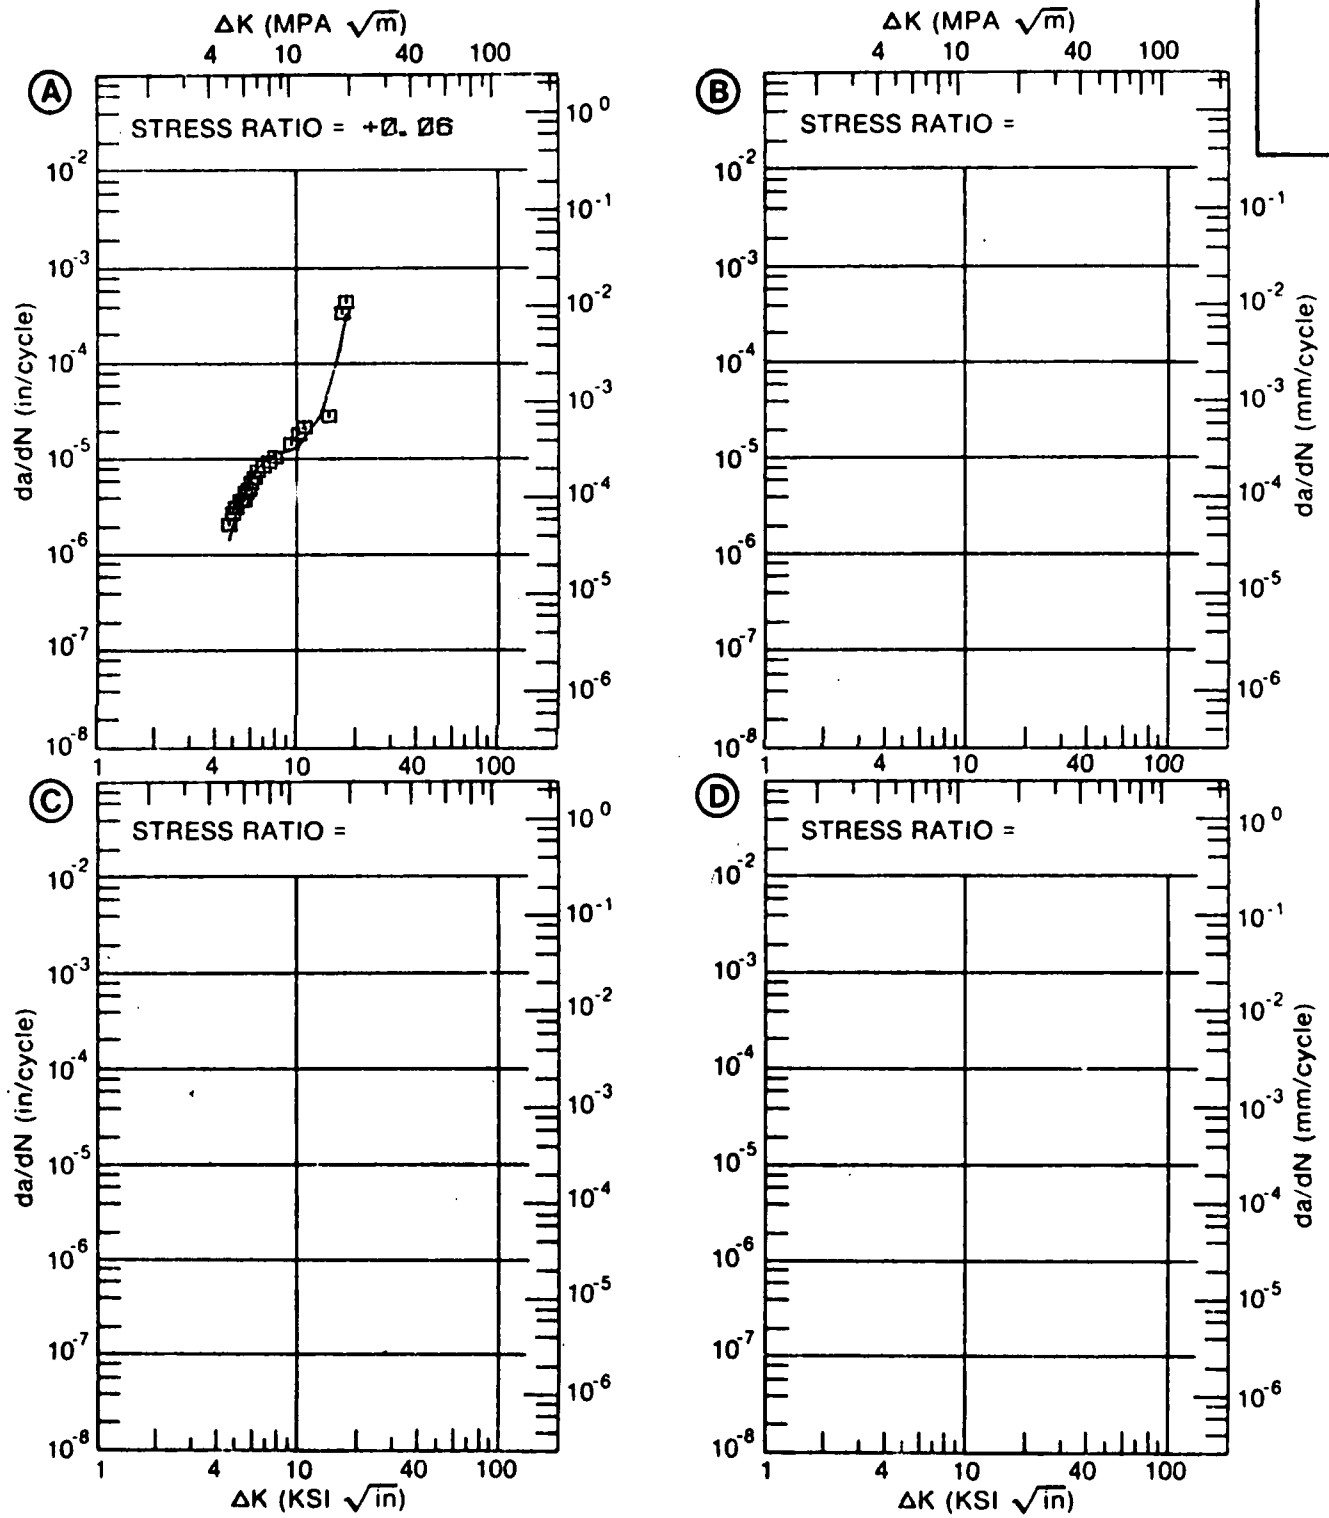 ΔK (MPA √m)
4 10 40 100
A
STRESS RATIO = +0.06
10^0
10^-2
10^-1
10^-3
10^-2
10^-4
10^-3
10^-5
10^-4
10^-6
10^-5
10^-7
10^-6
10^-8
1 4 10 40 100
da/dN (in/cycle)
ΔK (MPA √m)
4 10 40 100
B
STRESS RATIO =
10^-2
10^-1
10^-3
10^-2
10^-4
10^-3
10^-5
10^-4
10^-6
10^-5
10^-7
10^-6
10^-8
1 4 10 40 100
da/dN (mm/cycle)
C
STRESS RATIO =
10^0
10^-2
10^-1
10^-3
10^-2
10^-4
10^-3
10^-5
10^-4
10^-6
10^-5
10^-7
10^-6
10^-8
1 4 10 40 100
da/dN (in/cycle)
ΔK (KSI √in)
D
STRESS RATIO =
10^0
10^-2
10^-1
10^-3
10^-2
10^-4
10^-3
10^-5
10^-4
10^-6
10^-5
10^-7
10^-6
10^-8
1 4 10 40 100
da/dN (mm/cycle)
ΔK (KSI √in)